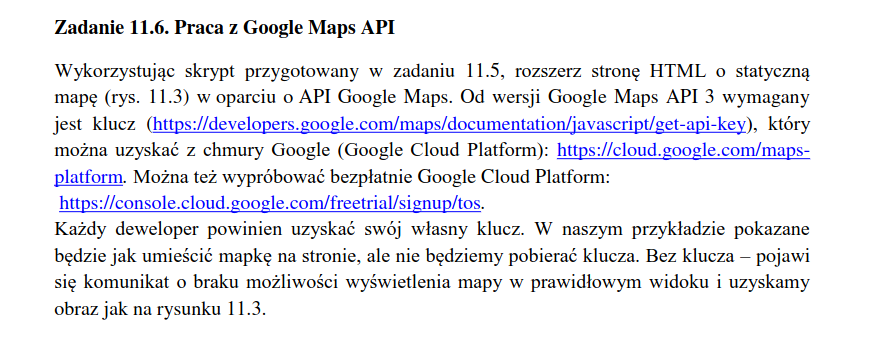 Zadanie 11.6. Praca z Google Maps API
Wykorzystując skrypt przygotowany w zadaniu 11.5, rozszerz stronę HTML o statyczną
mapę (rys. 11.3) w oparciu o API Google Maps. Od wersji Google Maps API 3 wymagany
jest klucz (https://developers.google.com/maps/documentation/javascript/get-api-key), który
można uzyskać z chmury Google (Google Cloud Platform): https://cloud.google.com/maps-
platform. Można też wypróbować bezpłatnie Google Cloud Platform:
https://console.cloud.google.com/freetrial/signup/tos.
Każdy deweloper powinien uzyskać swój własny klucz. W naszym przykładzie pokazane
będzie jak umieścić mapkę na stronie, ale nie będziemy pobierać klucza. Bez klucza – pojawi
się komunikat o braku możliwości wyświetlenia mapy w prawidłowym widoku i uzyskamy
obraz jak na rysunku 11.3.